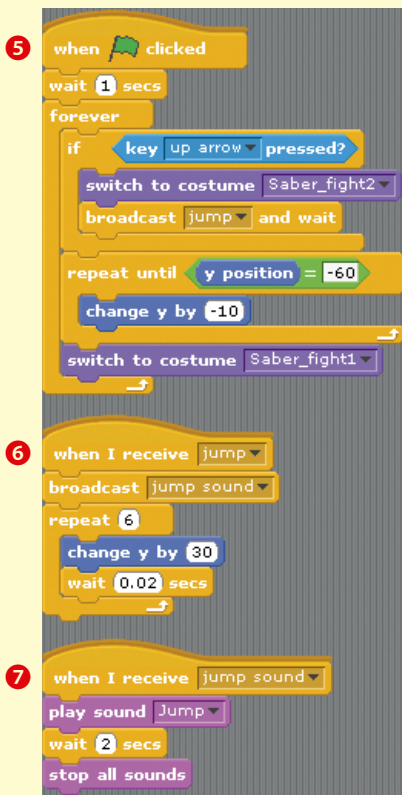 5
when clicked
wait 1 secs
forever
if key up arrow pressed?
switch to costume Saber_fight2
broadcast jump and wait
repeat until y position = -60
change y by -10
switch to costume Saber_fight1
6
when I receive jump
broadcast jump sound
repeat 6
change y by 30
wait 0.02 secs
7
when I receive jump sound
play sound Jump
wait 2 secs
stop all sounds